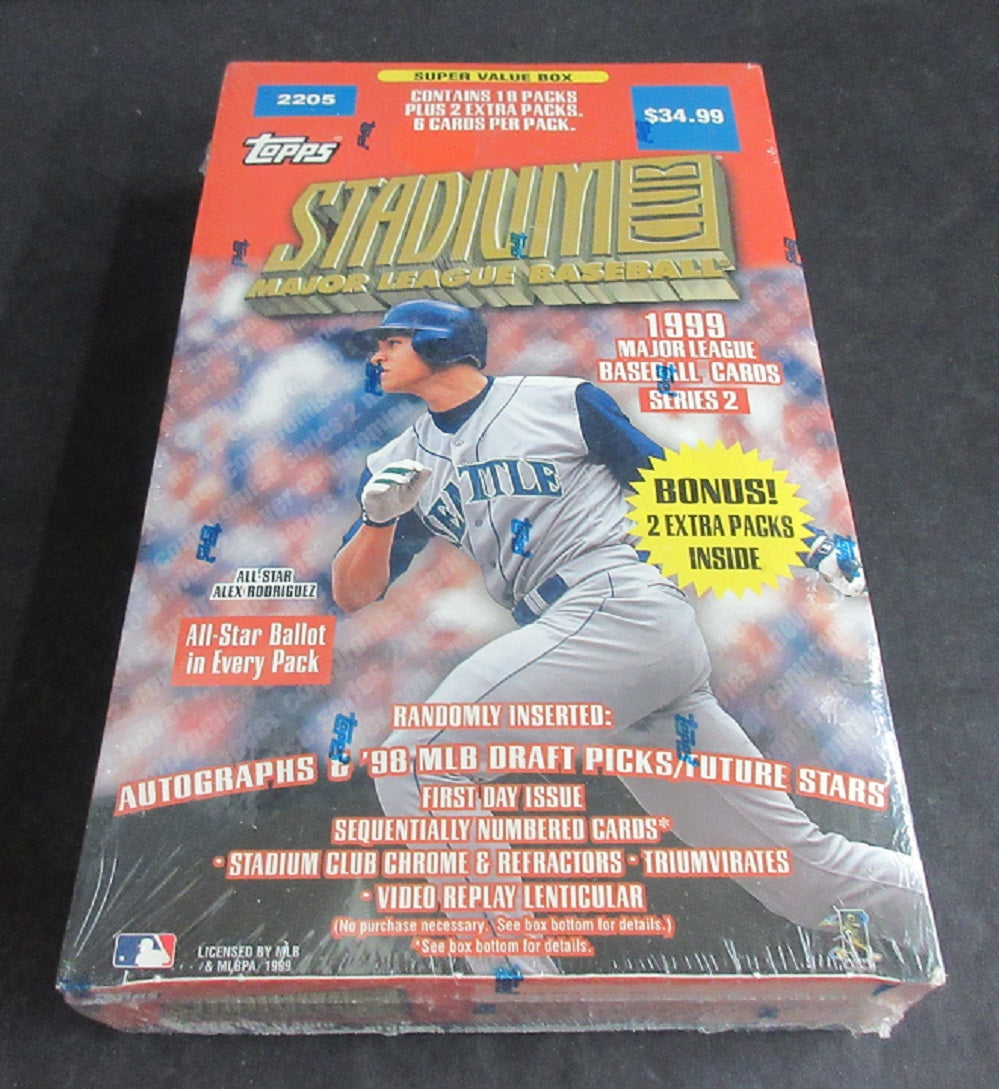 SUPER VALUE BOX
2205
CONTAINS 18 PACKS
PLUS 2 EXTRA PACKS.
6 CARDS PER PACK.
$34.99
TOPPS
STADIUM CLUB
MAJOR LEAGUE BASEBALL
1999
MAJOR LEAGUE
BASEBALL CARDS
SERIES 2
SEATTLE
BONUS!
2 EXTRA PACKS
INSIDE
ALL-STAR
ALEX RODRIGUEZ
All-Star Ballot
in Every Pack
RANDOMLY INSERTED:
AUTOGRAPHS & '98 MLB DRAFT PICKS/FUTURE STARS
FIRST DAY ISSUE
SEQUENTIALLY NUMBERED CARDS*
• STADIUM CLUB CHROME & REFRACTORS • TRIUMVIRATES
• VIDEO REPLAY LENTICULAR
(No purchase necessary. See box bottom for details.)
*See box bottom for details.
LICENSED BY MLB
& MLBPA 1999